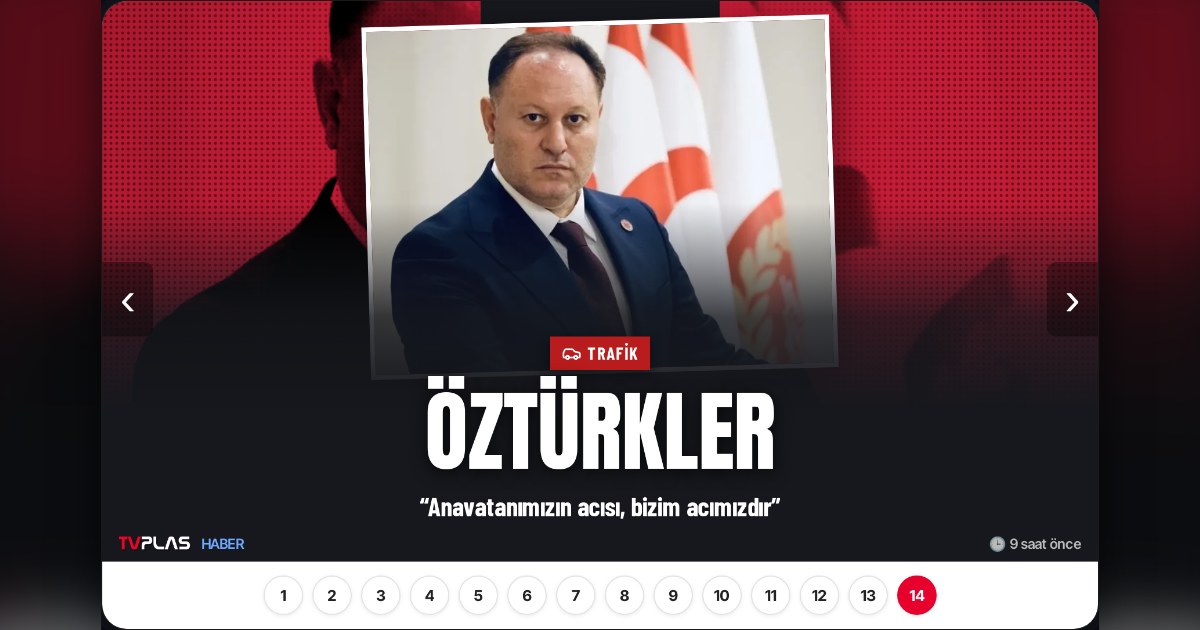 TRAFİK
ÖZTÜRKLER
“Anavatanımızın acısı, bizim acımızdır”
TVPLAS HABER
9 saat önce
1 2 3 4 5 6 7 8 9 10 11 12 13 14